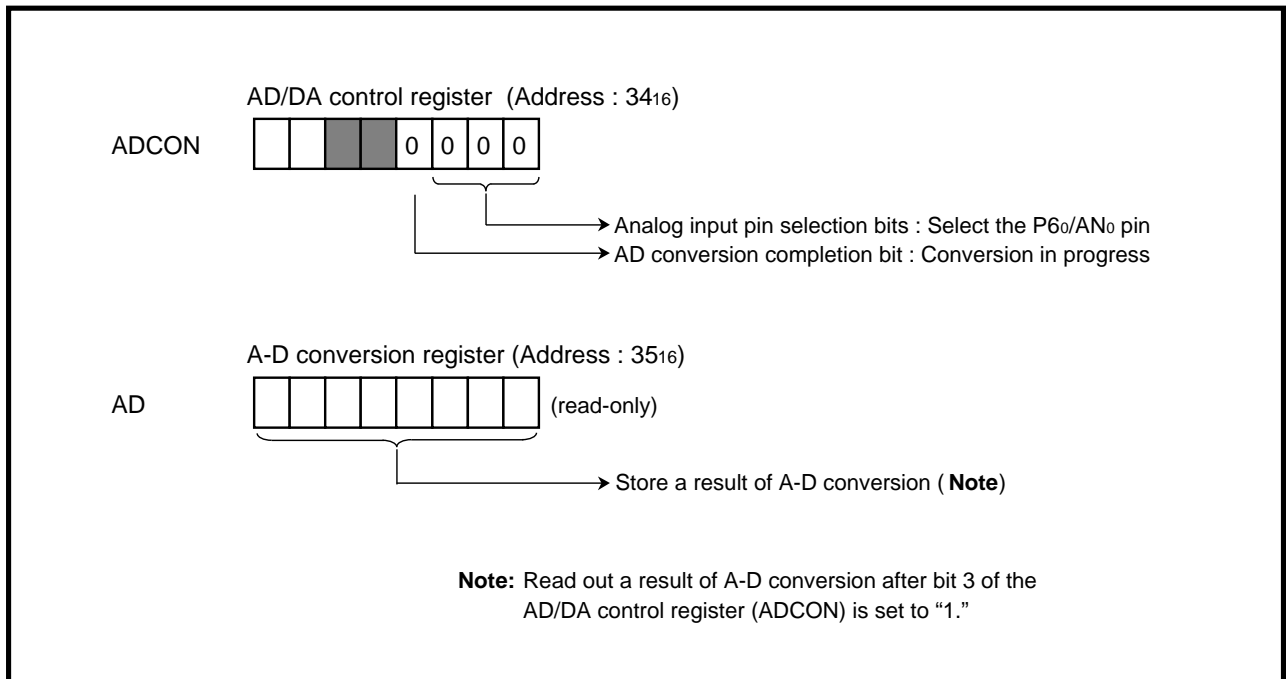 AD/DA control register (Address : 34₁₆)
ADCON 0 0 0 0
Analog input pin selection bits : Select the P6₀/AN₀ pin
AD conversion completion bit : Conversion in progress
A-D conversion register (Address : 35₁₆)
AD (read-only)
Store a result of A-D conversion ( Note)
Note: Read out a result of A-D conversion after bit 3 of the
AD/DA control register (ADCON) is set to “1.”